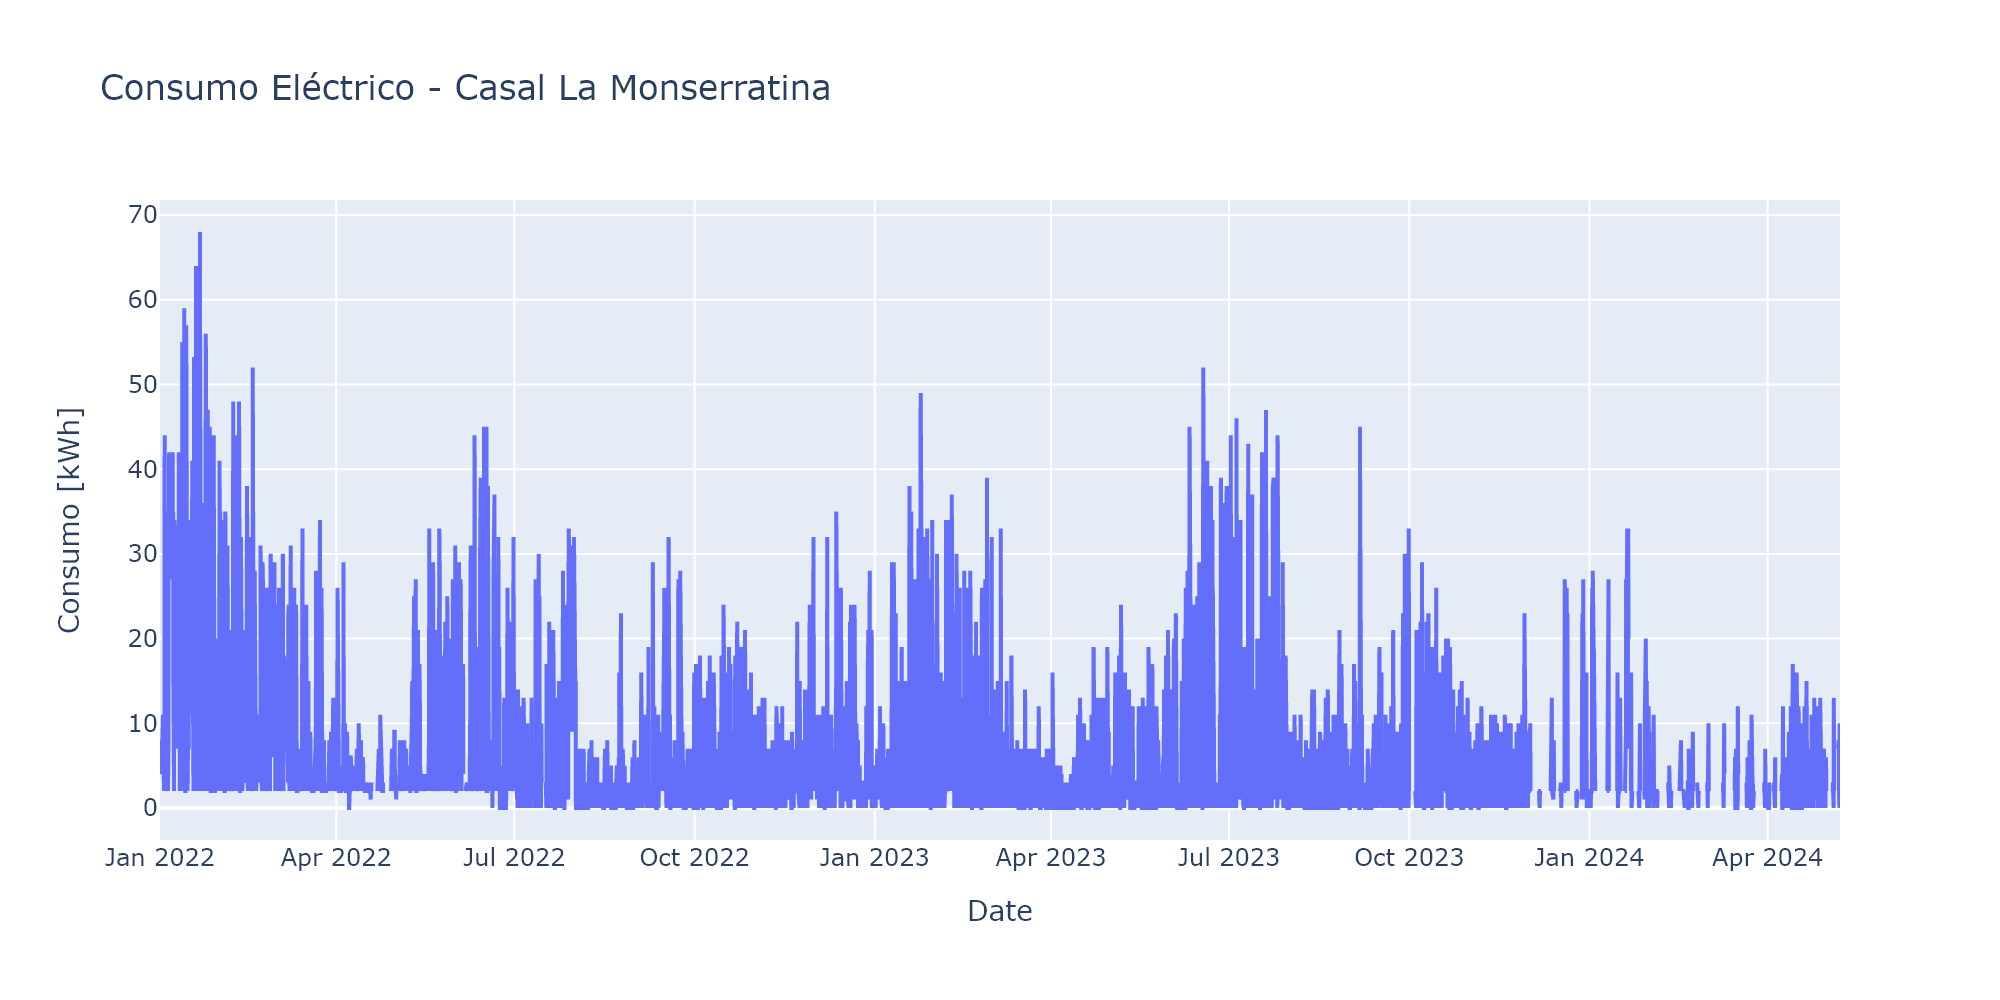 Consumo Eléctrico - Casal La Monserratina
70
60
50
40
30
20
10
0
Consumo [kWh]
Jan 2022 Apr 2022 Jul 2022 Oct 2022 Jan 2023 Apr 2023 Jul 2023 Oct 2023 Jan 2024 Apr 2024
Date